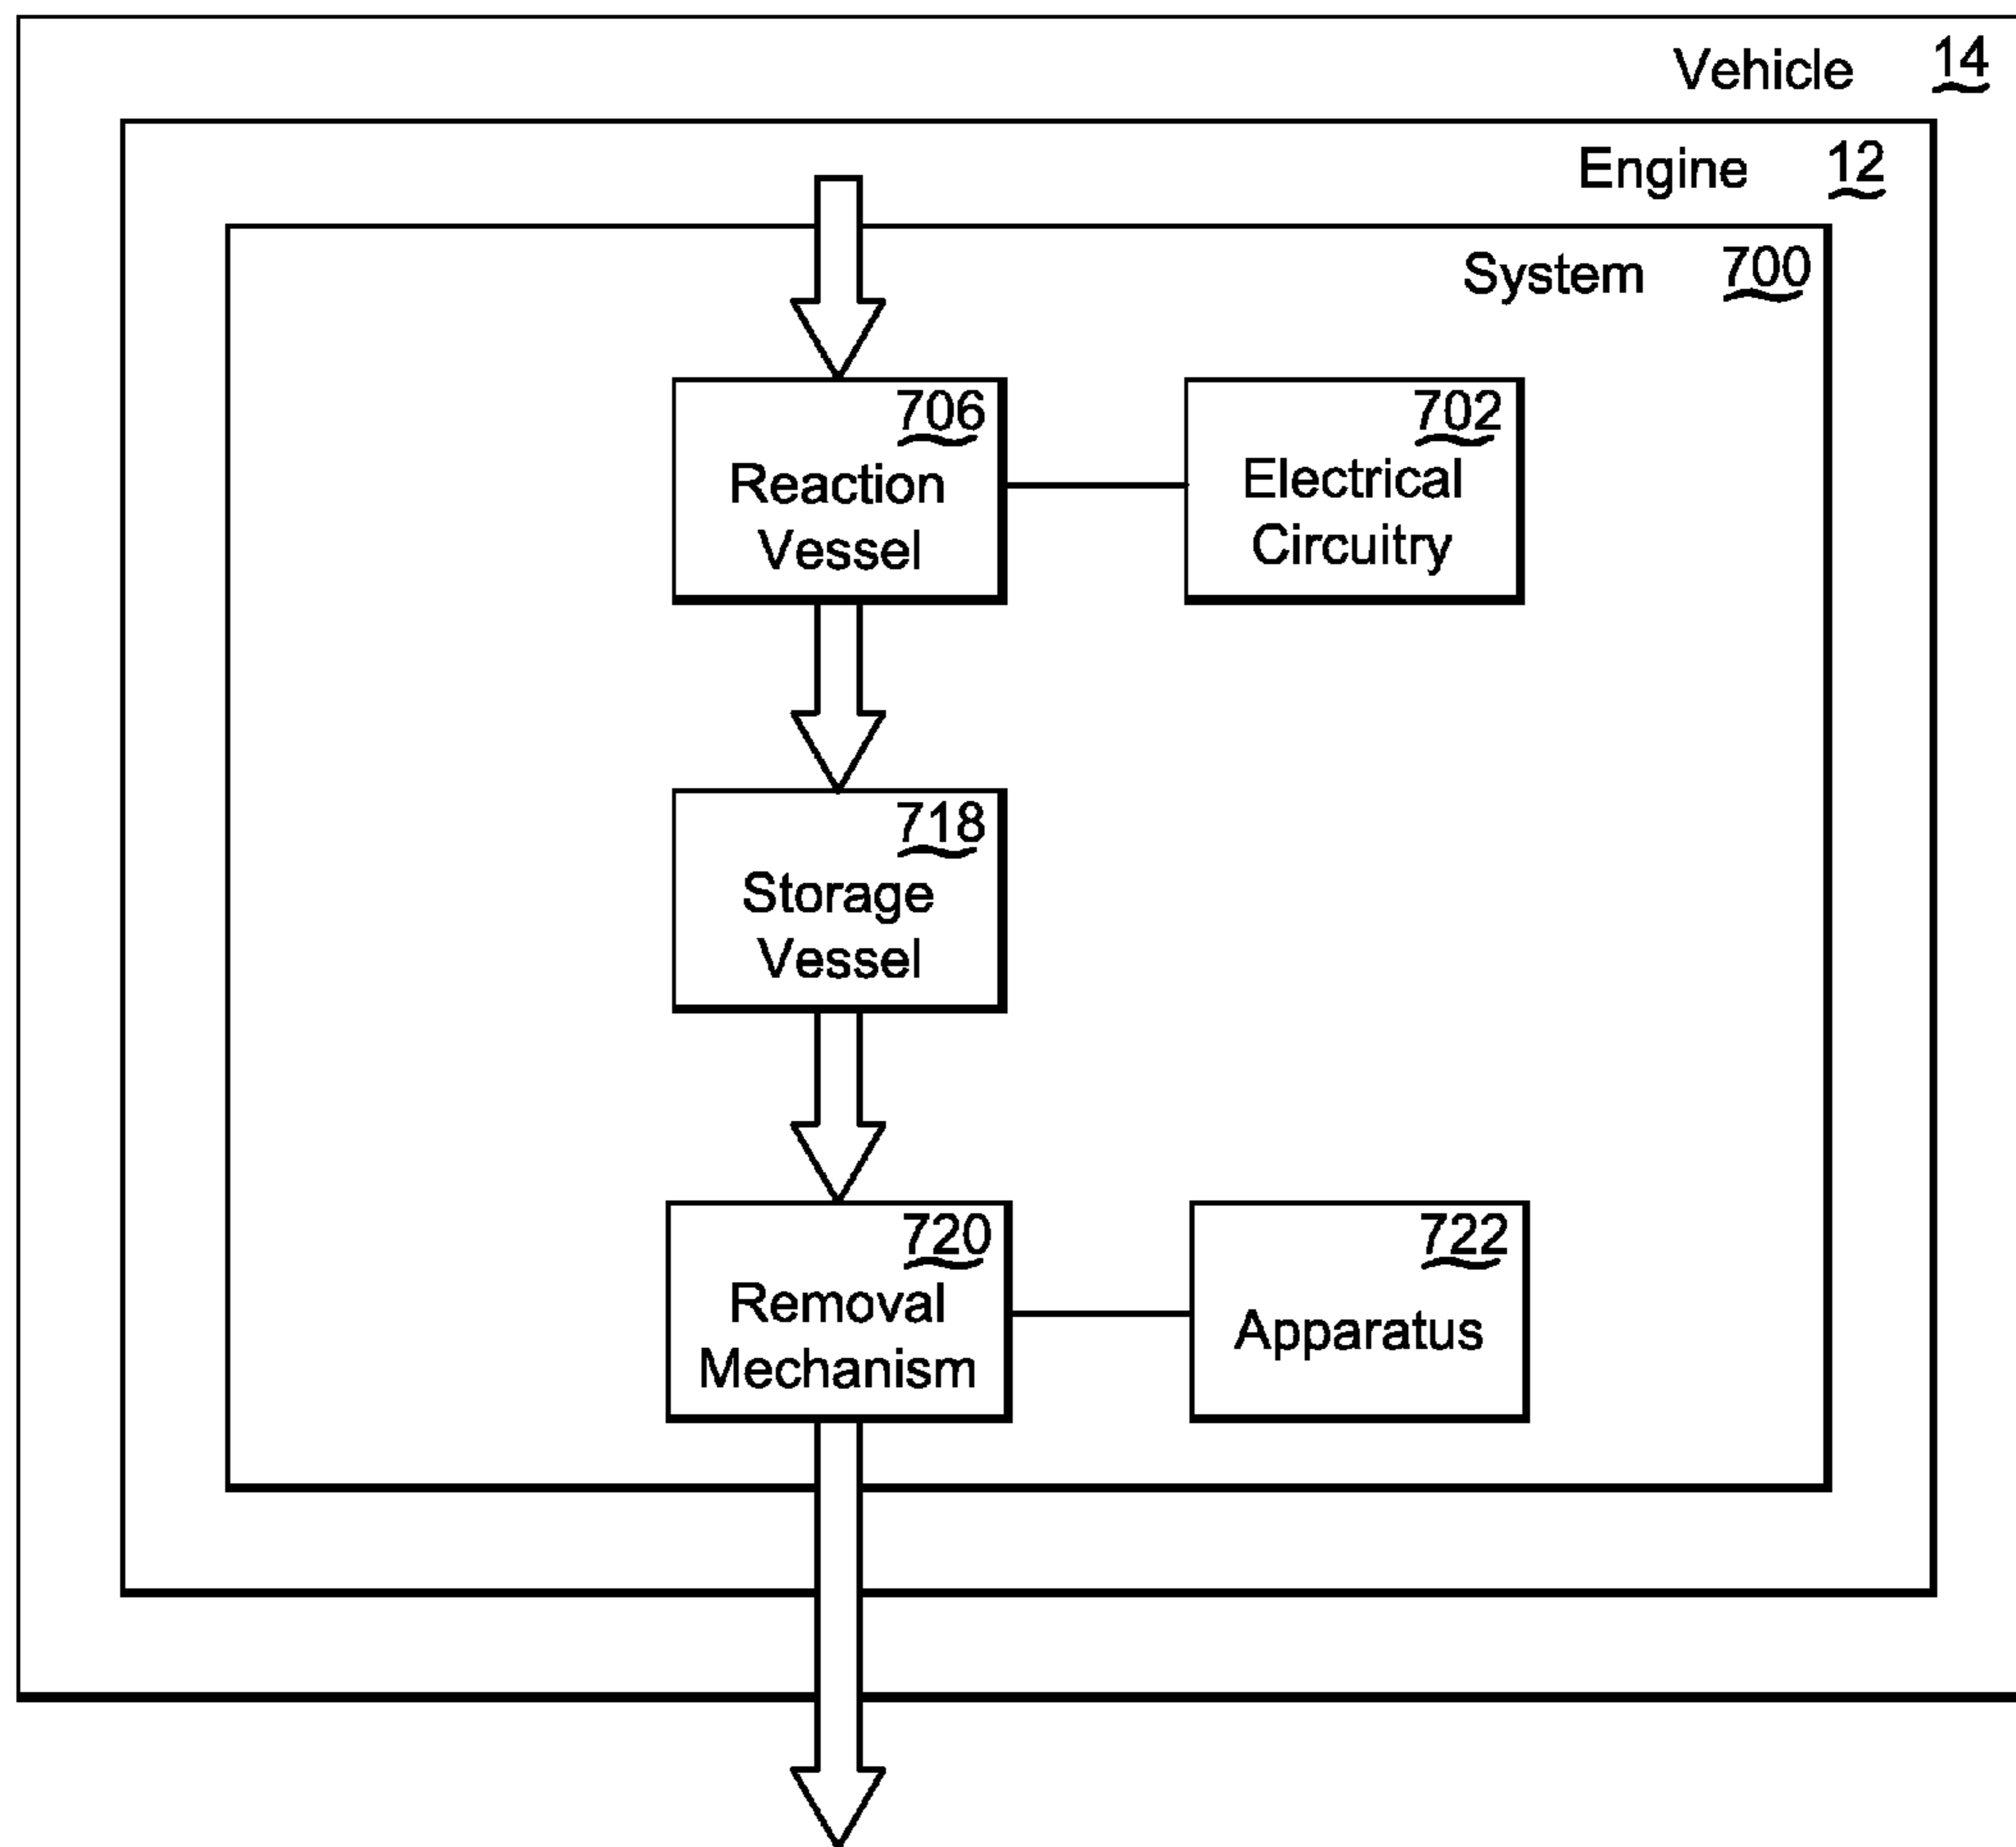 Vehicle 14
Engine 12
System 700
706
Reaction
Vessel
702
Electrical
Circuitry
718
Storage
Vessel
720
Removal
Mechanism
722
Apparatus